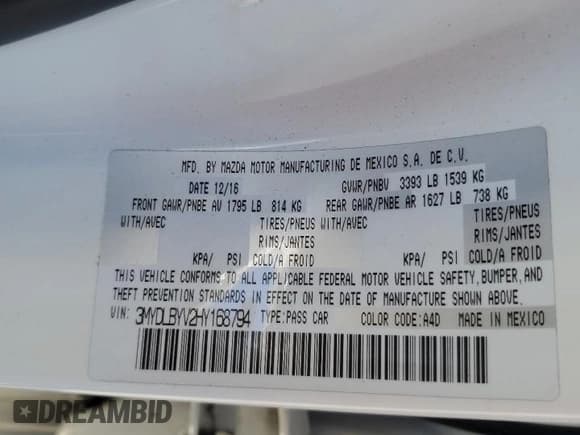 MFD. BY MAZDA MOTOR MANUFACTURING DE MEXICO S.A. DE C.V.
DATE 12/16 GVWR/PNBV 3393 LB 1539 KG
FRONT GAWR/PNBE AV 1795 LB 814 KG REAR GAWR/PNBE AR 1627 LB 738 KG
WITH/AVEC TIRES/PNEUS WITH/AVEC TIRES/PNEUS
RIMS/JANTES RIMS/JANTES
KPA/ PSI COLD/A FROID KPA/ PSI COLD/A FROID
THIS VEHICLE CONFORMS TO ALL APPLICABLE FEDERAL MOTOR VEHICLE SAFETY, BUMPER, AND
THEFT PREVENTION STANDARDS IN EFFECT ON THE DATE OF MANUFACTURE SHOWN ABOVE.
VIN: 3MYDLBYV2HY168794 TYPE: PASS CAR COLOR CODE: A4D MADE IN MEXICO
DREAMBID